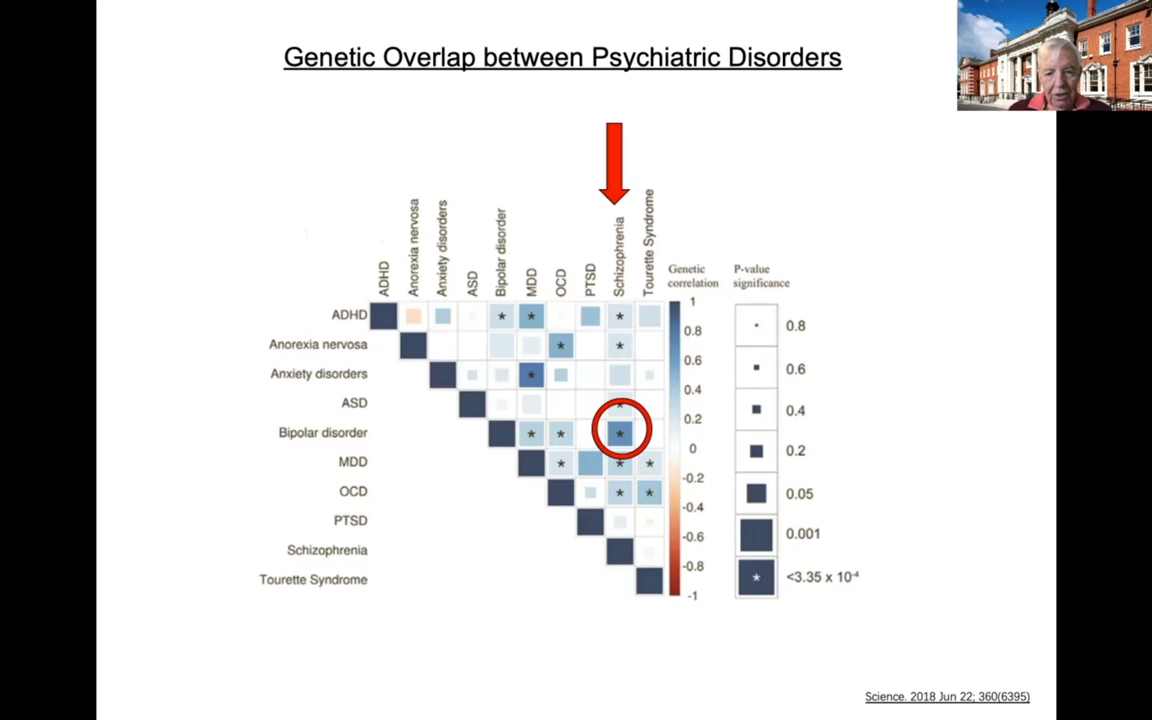 Genetic Overlap between Psychiatric Disorders
ADHD
Anorexia nervosa
Anxiety disorders
ASD
Bipolar disorder
MDD
OCD
PTSD
Schizophrenia
Tourette Syndrome
Genetic
correlation
P-value
significance
ADHD * * *
Anorexia nervosa * *
Anxiety disorders *
ASD *
Bipolar disorder * * *
MDD * * *
OCD * *
PTSD
Schizophrenia
Tourette Syndrome
1
0.8
0.6
0.4
0.2
0
-0.2
-0.4
-0.6
-0.8
-1
0.8
0.6
0.4
0.2
0.05
0.001
* <3.35 x 10⁻⁴
Science. 2018 Jun 22; 360(6395)